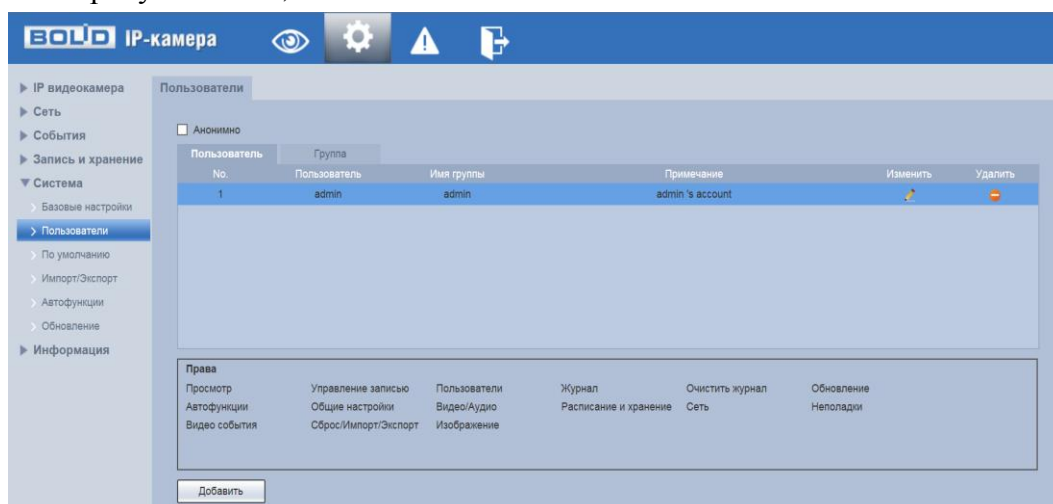 BOLID IP-камера
IP видеокамера
Сеть
События
Запись и хранение
Система
Базовые настройки
Пользователи
По умолчанию
Импорт/Экспорт
Автофункции
Обновление
Информация
Пользователи
Анонимно
Пользователь Группа
No. Пользователь Имя группы Примечание Изменить Удалить
1 admin admin admin 's account
Права
Просмотр Управление записью Пользователи Журнал Очистить журнал Обновление
Автофункции Общие настройки Видео/Аудио Расписание и хранение Сеть Неполадки
Видео события Сброс/Импорт/Экспорт Изображение
Добавить